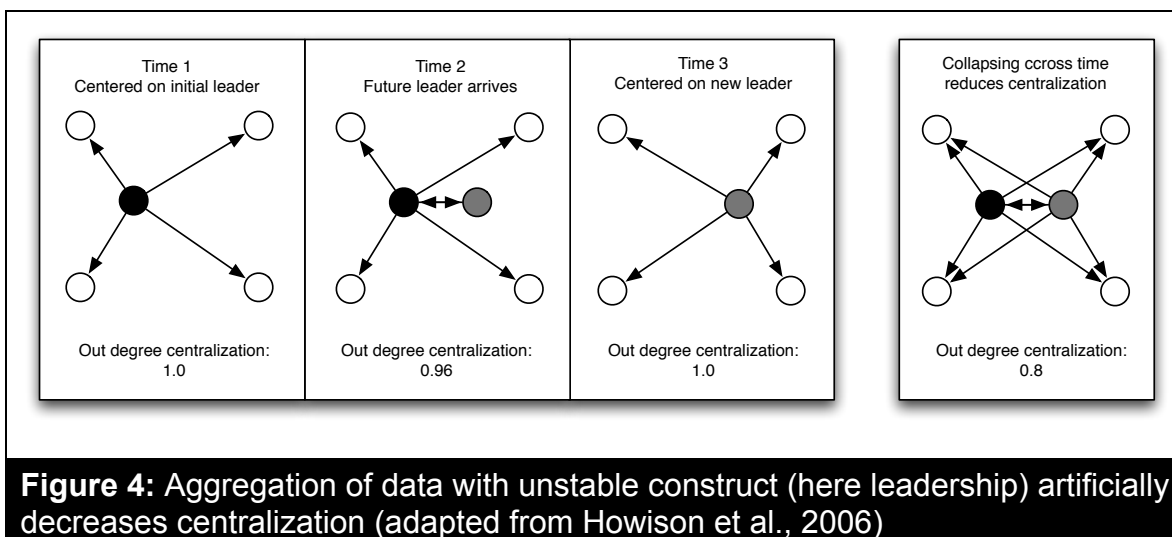 Time 1
Centered on initial leader
Out degree centralization:
1.0
Time 2
Future leader arrives
Out degree centralization:
0.96
Time 3
Centered on new leader
Out degree centralization:
1.0
Collapsing ccross time
reduces centralization
Out degree centralization:
0.8
Figure 4: Aggregation of data with unstable construct (here leadership) artificially
decreases centralization (adapted from Howison et al., 2006)